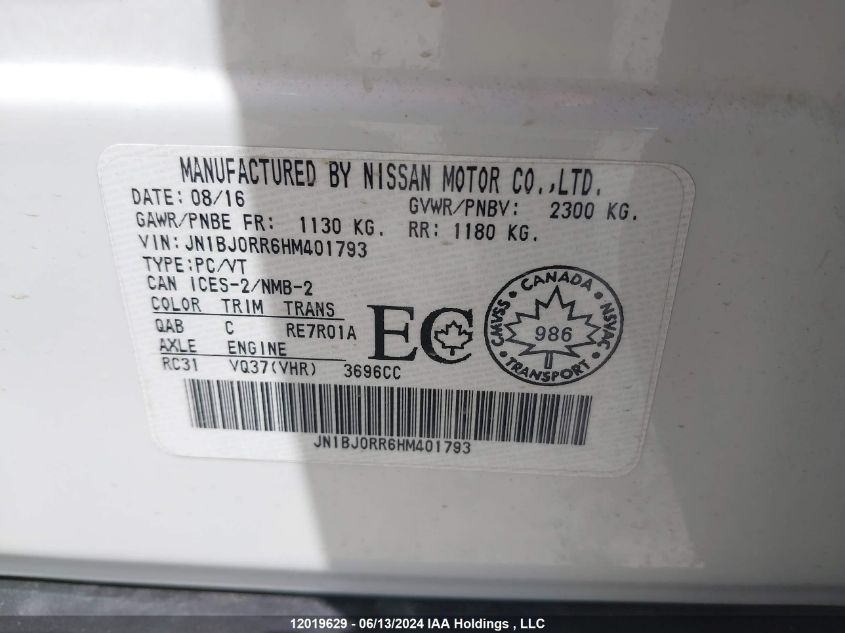 MANUFACTURED BY NISSAN MOTOR CO.,LTD.
DATE: 08/16 GVWR/PNBV: 2300 KG.
GAWR/PNBE FR: 1130 KG. RR: 1180 KG.
VIN: JN1BJ0RR6HM401793
TYPE:PC/VT
CAN ICES-2/NMB-2
COLOR TRIM TRANS
QAB C RE7R01A
AXLE ENGINE
RC31 VQ37(VHR) 3696CC
EC
CANADA
CMVSS
NSVAC
986
TRANSPORT
JN1BJ0RR6HM401793
12019629 - 06/13/2024 IAA Holdings , LLC